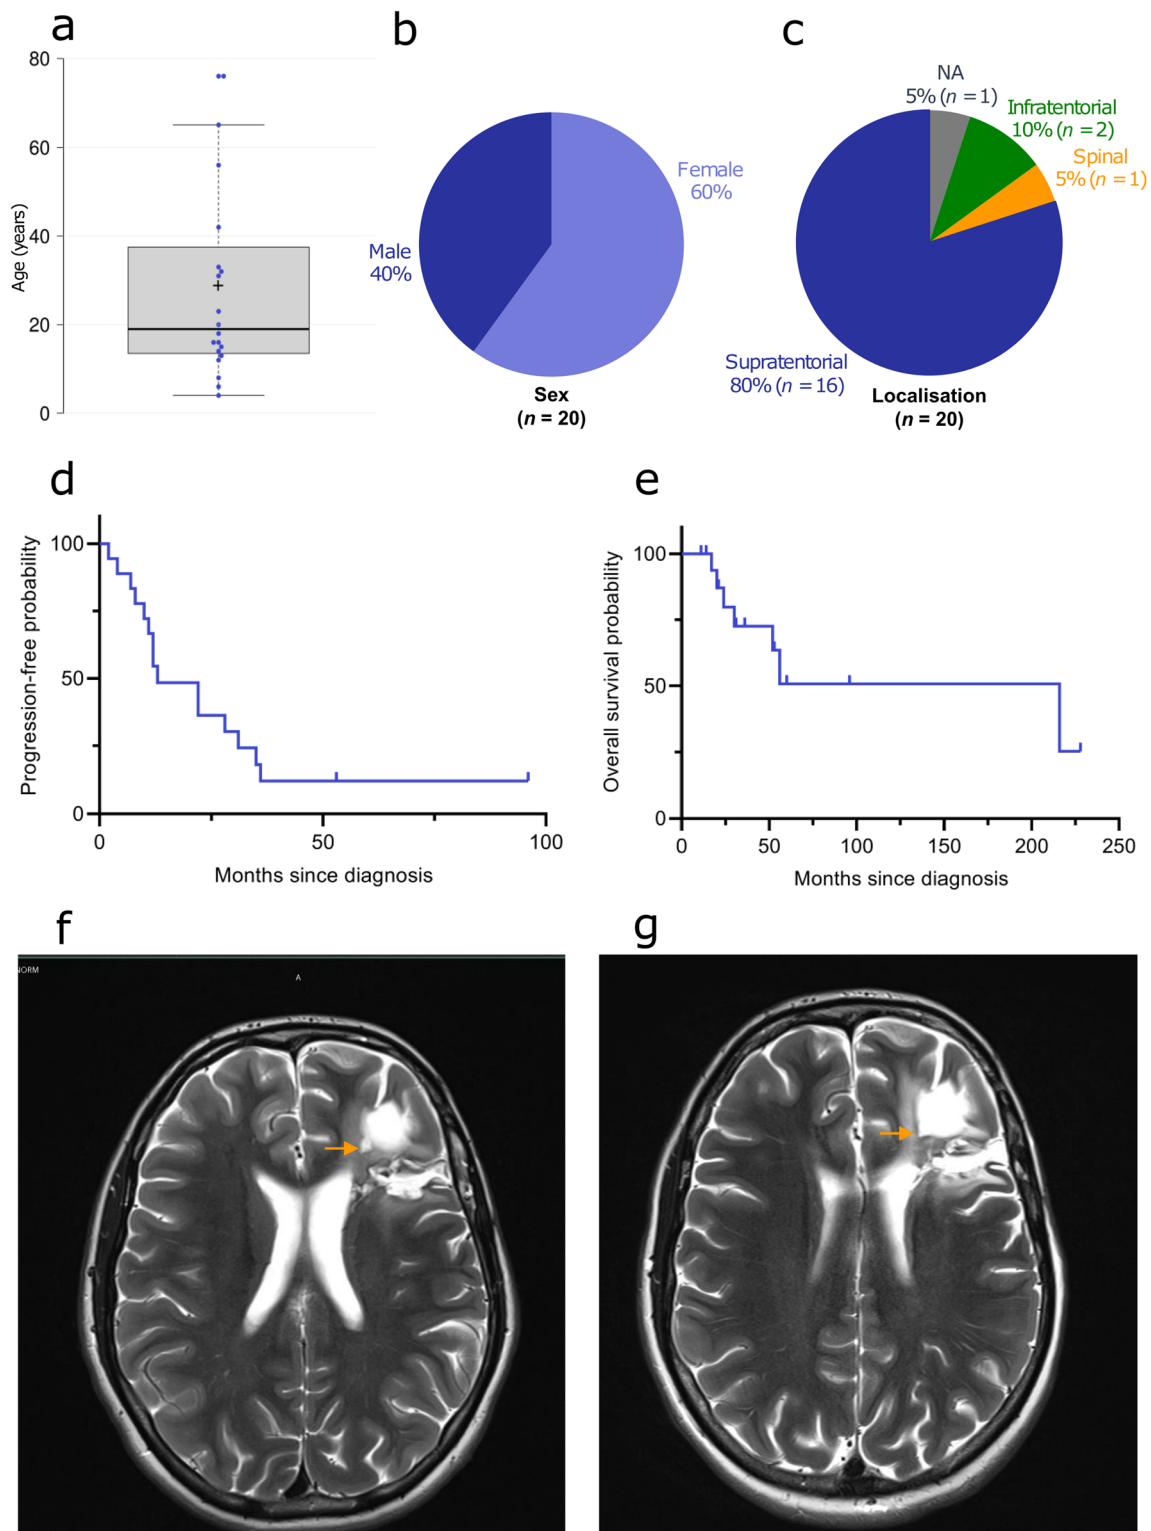 a
80
60
40
20
0
Age (years)
b
Female
60%
Male
40%
Sex
(n = 20)
c
NA
5% (n = 1)
Infratentorial
10% (n = 2)
Spinal
5% (n = 1)
Supratentorial
80% (n = 16)
Localisation
(n = 20)
d
Progression-free probability
100
50
0
0 50 100
Months since diagnosis
e
Overall survival probability
100
50
0
0 50 100 150 200 250
Months since diagnosis
f
NORM
A
g